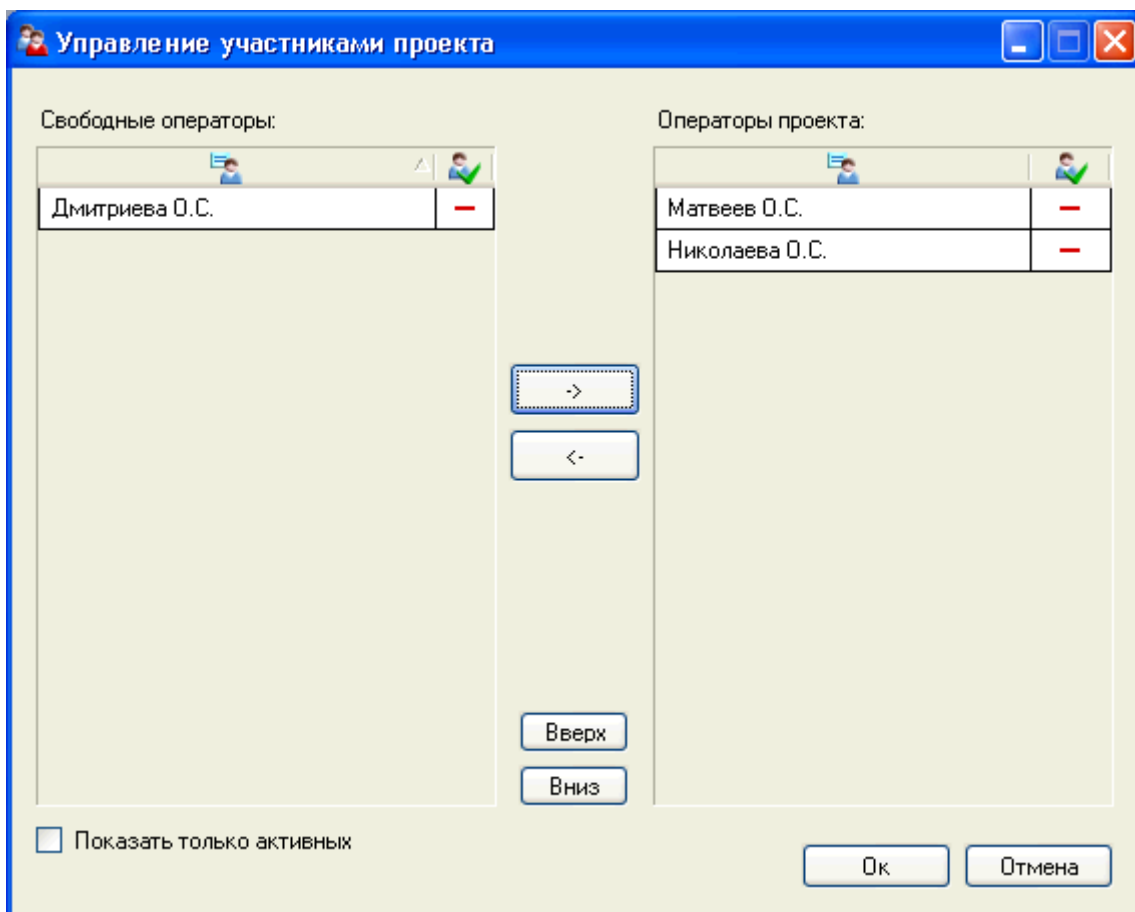 Управление участниками проекта
Свободные операторы:
Операторы проекта:
Дмитриева О.С.
Матвеев О.С.
Николаева О.С.
->
<-
Вверх
Вниз
Показать только активных
Ок
Отмена